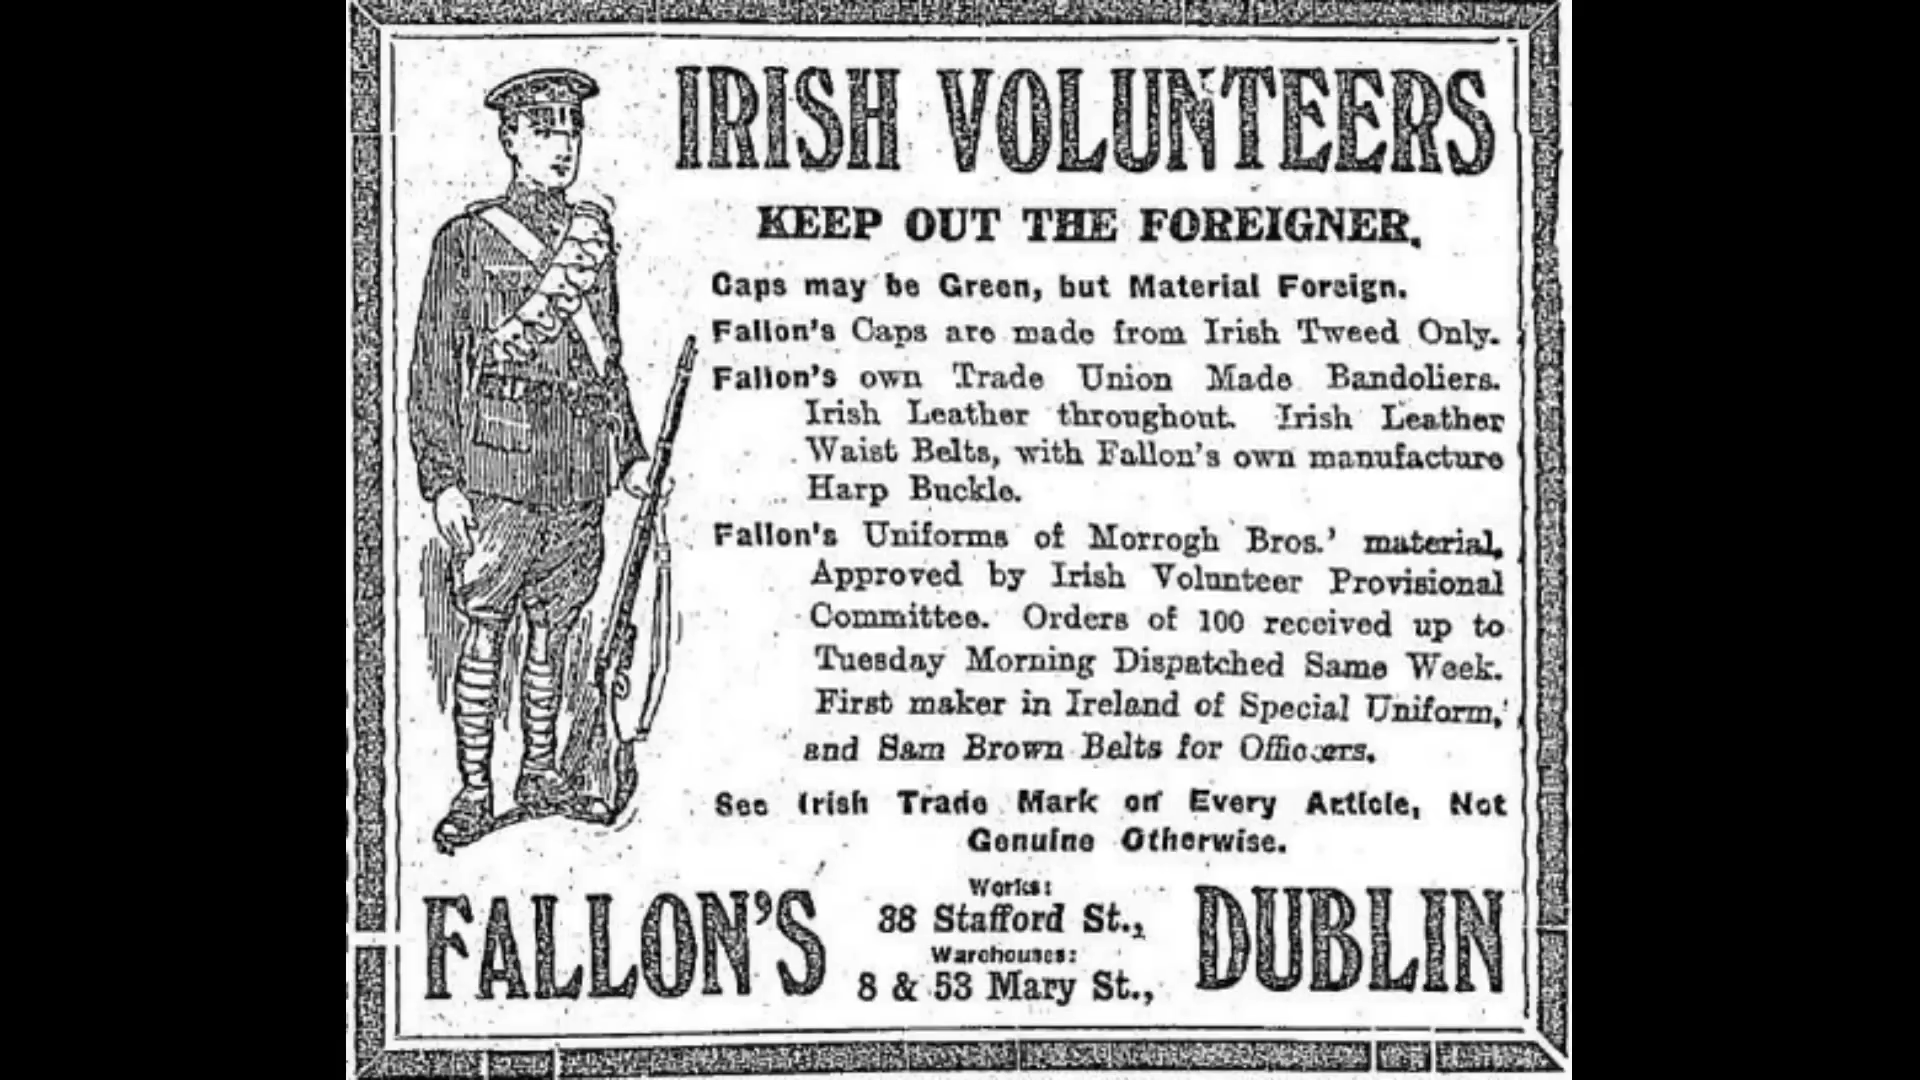 IRISH VOLUNTEERS
KEEP OUT THE FOREIGNER.
Caps may be Green, but Material Foreign.
Fallon's Caps are made from Irish Tweed Only.
Fallon's own Trade Union Made Bandoliers.
Irish Leather throughout. Irish Leather
Waist Belts, with Fallon's own manufacture
Harp Buckle.
Fallon's Uniforms of Morrogh Bros.' material,
Approved by Irish Volunteer Provisional
Committee. Orders of 100 received up to
Tuesday Morning Dispatched Same Week.
First maker in Ireland of Special Uniform,
and Sam Brown Belts for Officers.
See Irish Trade Mark on Every Article, Not
Genuine Otherwise.
FALLON'S
Works:
38 Stafford St.,
Warehouses:
8 & 53 Mary St.,
DUBLIN